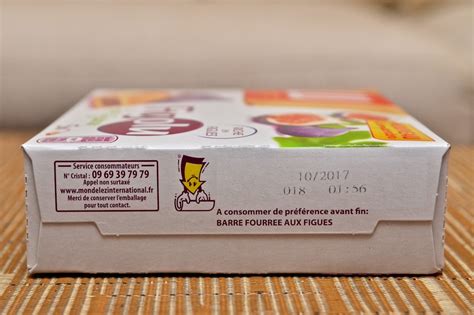 Figolu
Service consommateurs
N° Cristal : 09 69 39 79 79
Appel non surtaxé
www.mondelezinternational.fr
Merci de conserver l'emballage
pour tout contact.
10/2017
018 01:56
A consommer de préférence avant fin:
BARRE FOURREE AUX FIGUES